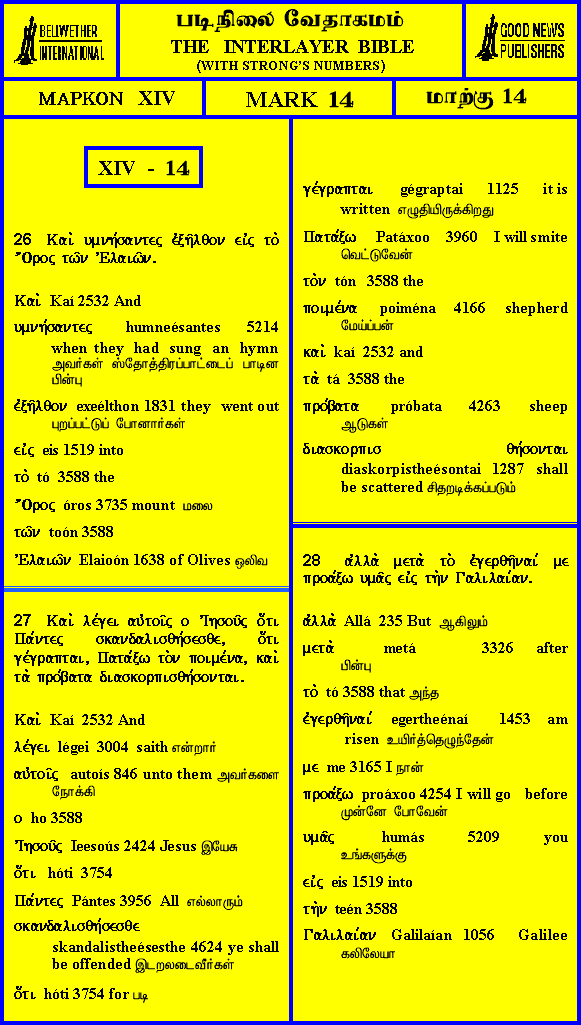 BELLWETHER
INTERNATIONAL
படிநிலை வேதாகமம்
THE INTERLAYER BIBLE
(WITH STRONG'S NUMBERS)
GOOD NEWS
PUBLISHERS
ΜΑΡΚΟΝ XIV
MARK 14
மாற்கு 14
XIV - 14
26 Καὶ υμνήσαντες ἐξῆλθον εἰς τὸ
Ὄρος τῶν Ἐλαιῶν.
Καὶ Kaí 2532 And
υμνήσαντες humneésantes 5214
when they had sung an hymn
அவர்கள் ஸ்தோத்திரப்பாட்டைப் பாடின
பின்பு
ἐξῆλθον exeélthon 1831 they went out
புறப்பட்டுப் போனார்கள்
εἰς eis 1519 into
τὸ tó 3588 the
Ὄρος óros 3735 mount மலை
τῶν toón 3588
Ἐλαιῶν Elaioón 1638 of Olives ஒலிவ
27 Καὶ λέγει αὐτοῖς ο Ἰησοῦς ὅτι
Πάντες σκανδαλισθήσεσθε, ὅτι
γέγραπται, Πατάξω τὸν ποιμένα, καὶ
τὰ πρόβατα διασκορπισθήσονται.
Καὶ Kaí 2532 And
λέγει légei 3004 saith என்றார்
αὐτοῖς autoís 846 unto them அவர்களை
நோக்கி
ο ho 3588
Ἰησοῦς Ieesoús 2424 Jesus இயேசு
ὅτι hóti 3754
Πάντες Pántes 3956 All எல்லாரும்
σκανδαλισθήσεσθε
skandalistheésesthe 4624 ye shall
be offended இடறலடைவீர்கள்
ὅτι hóti 3754 for படி
γέγραπται gégraptai 1125 it is
written எழுதியிருக்கிறது
Πατάξω Patáxoo 3960 I will smite
வெட்டுவேன்
τὸν tón 3588 the
ποιμένα poiména 4166 shepherd
மேய்ப்பன்
καὶ kaí 2532 and
τὰ tá 3588 the
πρόβατα próbata 4263 sheep
ஆடுகள்
διασκορπισ θήσονται
diaskorpistheésontai 1287 shall
be scattered சிதறடிக்கப்படும்
28 ἀλλὰ μετὰ τὸ ἐγερθῆναί με
προάξω υμᾶς εἰς τὴν Γαλιλαίαν.
ἀλλὰ Allá 235 But ஆகிலும்
μετὰ metá 3326 after
பின்பு
τὸ tó 3588 that அந்த
ἐγερθῆναί egertheénaí 1453 am
risen உயிர்த்தெழுந்தேன்
με me 3165 I நான்
προάξω proáxoo 4254 I will go before
முன்னே போவேன்
υμᾶς humás 5209 you
உங்களுக்கு
εἰς eis 1519 into
τὴν teén 3588
Γαλιλαίαν Galilaían 1056 Galilee
கலிலேயா